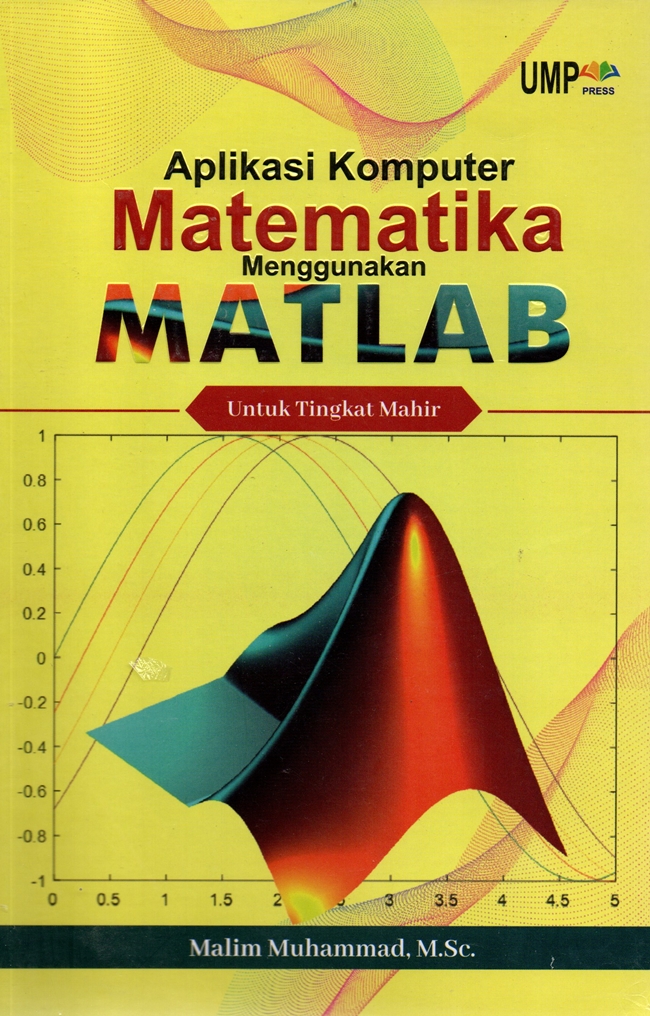 UMP
PRESS
Aplikasi Komputer
Matematika
Menggunakan
MATLAB
Untuk Tingkat Mahir
1
0.8
0.6
0.4
0.2
0
-0.2
-0.4
-0.6
-0.8
-1
0 0.5 1 1.5 2 3 3.5 4 4.5 5
Malim Muhammad, M.Sc.